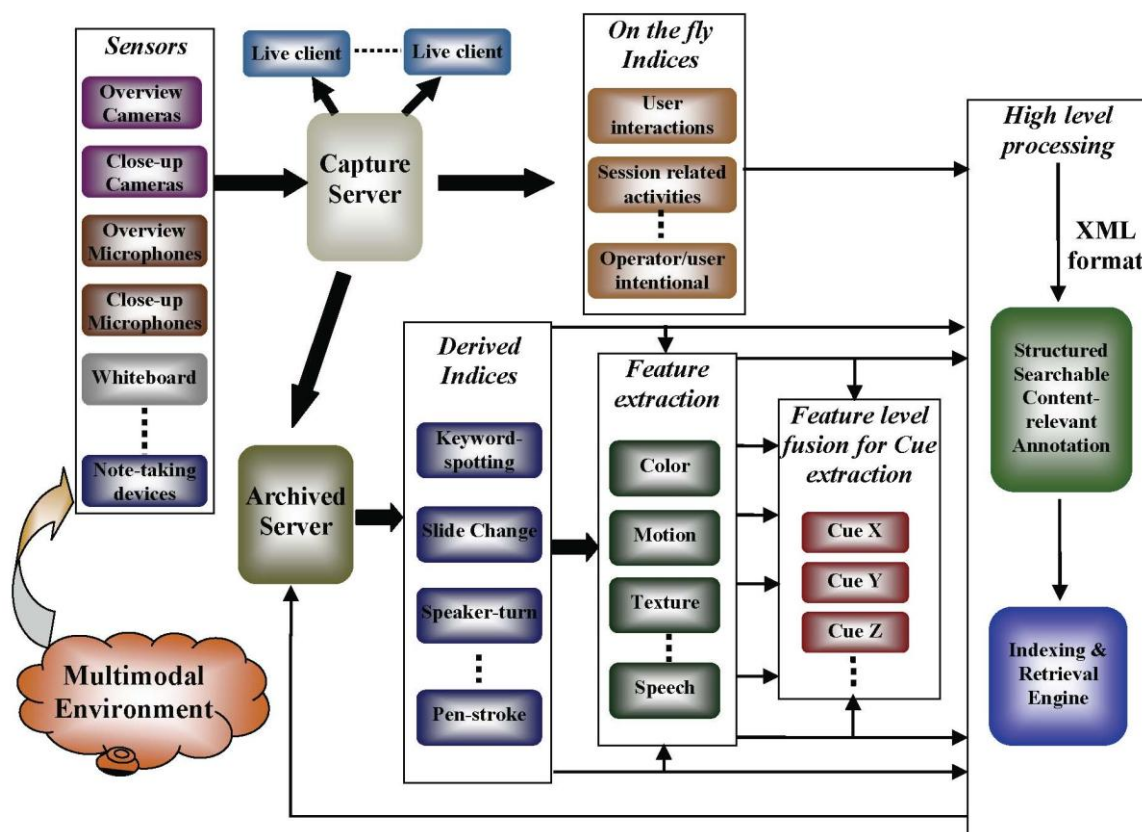 Sensors
Overview
Cameras
Close-up
Cameras
Overview
Microphones
Close-up
Microphones
Whiteboard
Note-taking
devices
Multimodal
Environment
Live client
Live client
Capture
Server
Archived
Server
On the fly
Indices
User
interactions
Session related
activities
Operator/user
intentional
Derived
Indices
Keyword-
spotting
Slide Change
Speaker-turn
Pen-stroke
Feature
extraction
Color
Motion
Texture
Speech
Feature level
fusion for Cue
extraction
Cue X
Cue Y
Cue Z
High level
processing
XML
format
Structured
Searchable
Content-
relevant
Annotation
Indexing &
Retrieval
Engine